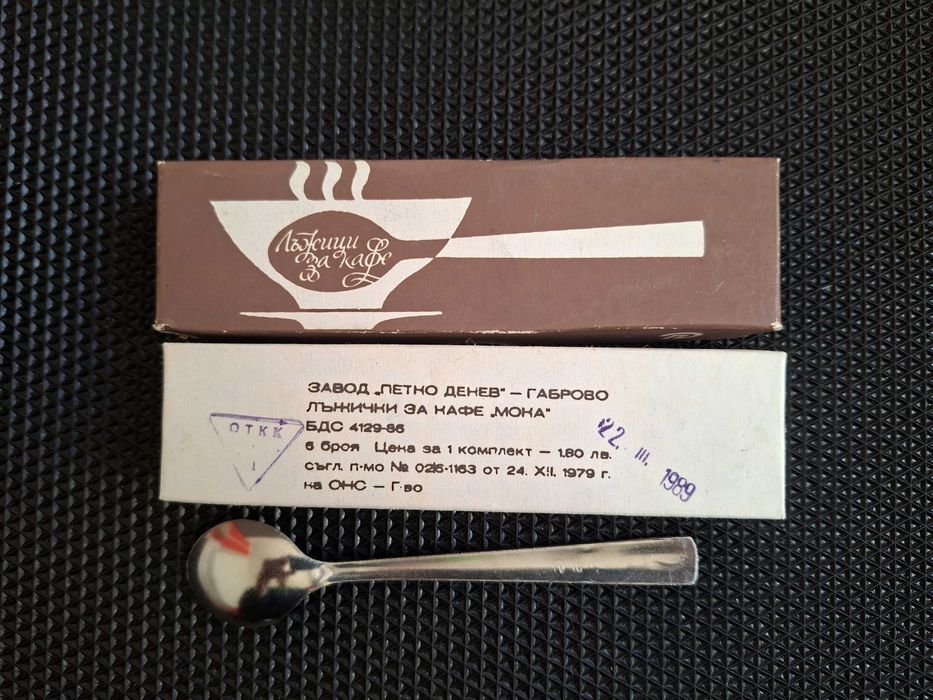 Лъжици
за кафе
ЗАВОД „ПЕТКО ДЕНЕВ" – ГАБРОВО
ЛЪЖИЧКИ ЗА КАФЕ „МОКА"
БДС 4129-86
6 броя Цена за 1 комплект – 1.80 лв.
съгл. п-мо № 026-1163 от 24. XII. 1979 г.
на ОНС – Г-во
ОТКК
1
22. III. 1989